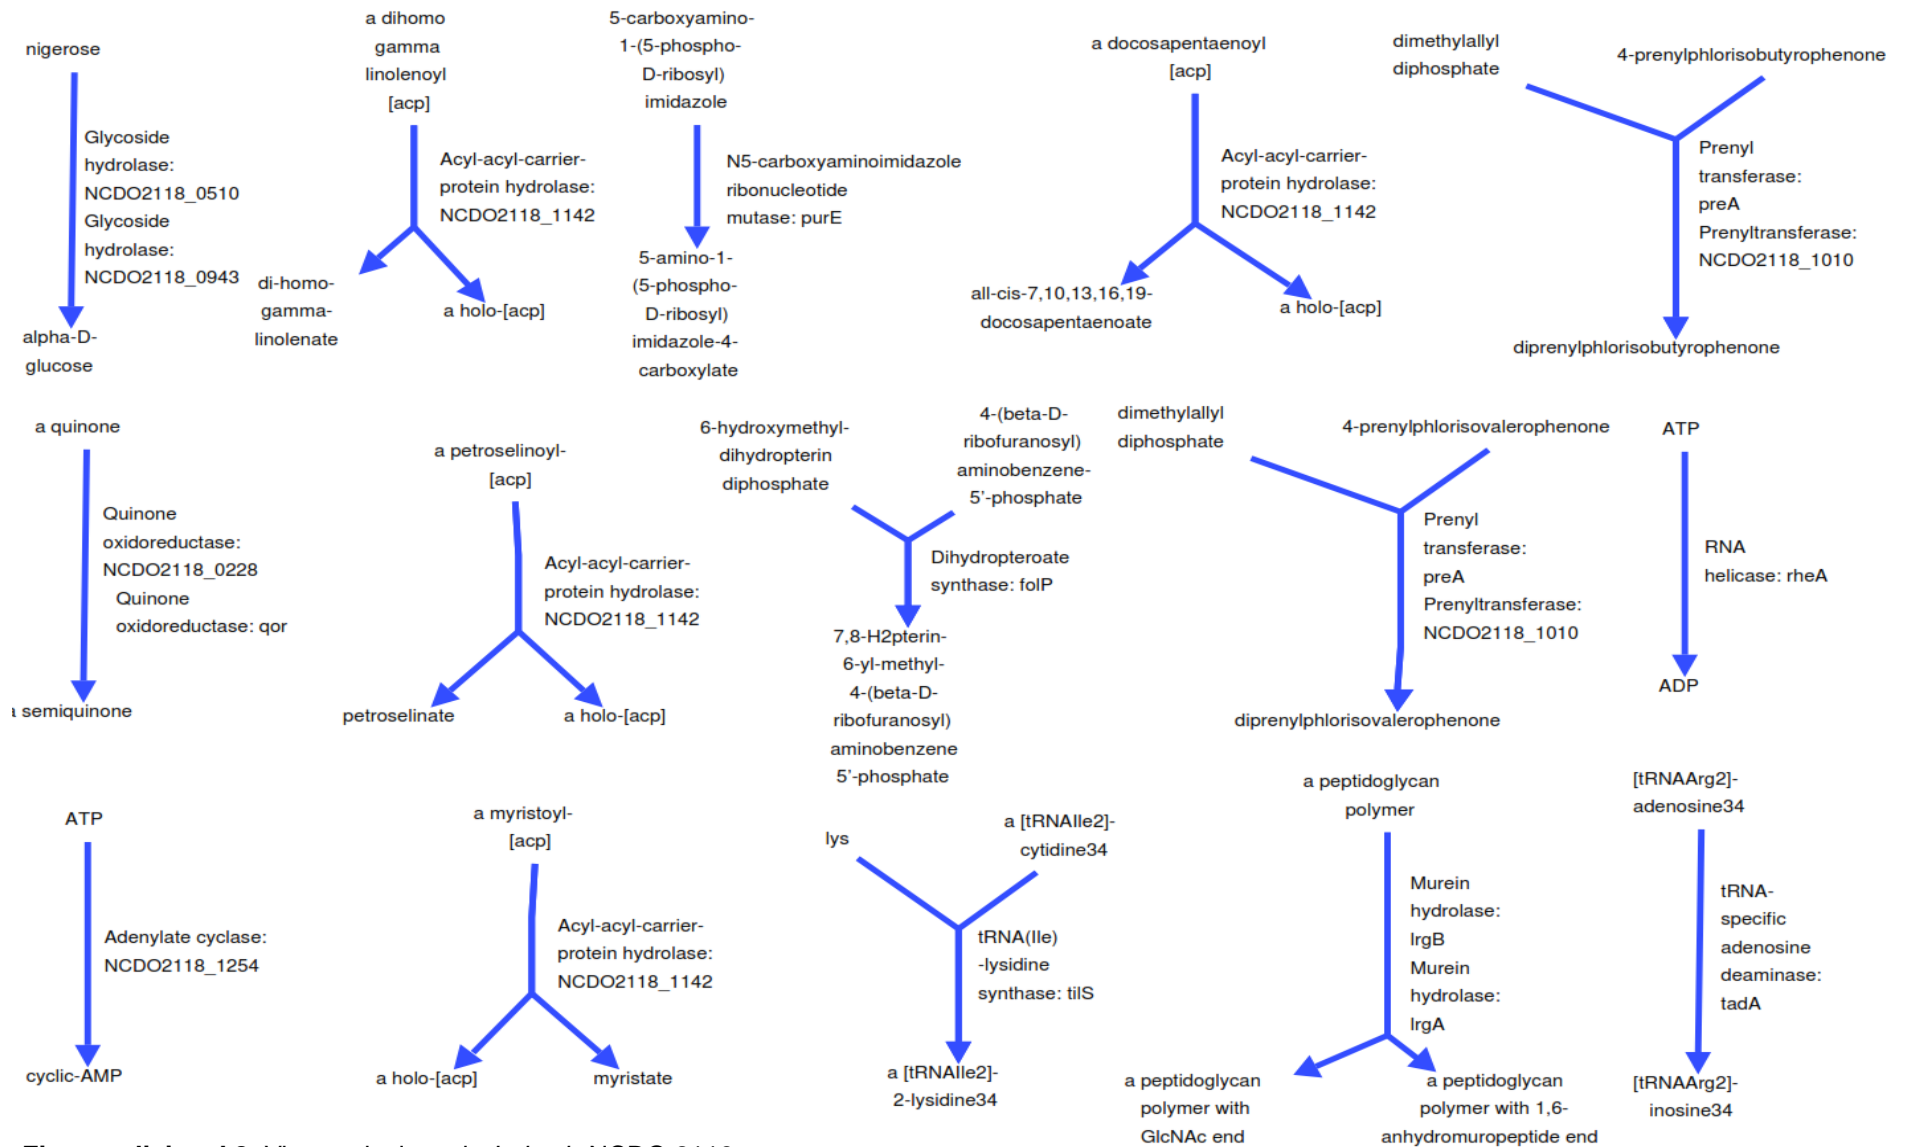 nigerose
Glycoside
hydrolase:
NCDO2118_0510
Glycoside
hydrolase:
NCDO2118_0943
alpha-D-
glucose
a dihomo
gamma
linolenoyl
[acp]
Acyl-acyl-carrier-
protein hydrolase:
NCDO2118_1142
di-homo-
gamma-
linolenate
a holo-[acp]
5-carboxyamino-
1-(5-phospho-
D-ribosyl)
imidazole
N5-carboxyaminoimidazole
ribonucleotide
mutase: purE
5-amino-1-
(5-phospho-
D-ribosyl)
imidazole-4-
carboxylate
a docosapentaenoyl
[acp]
Acyl-acyl-carrier-
protein hydrolase:
NCDO2118_1142
all-cis-7,10,13,16,19-
docosapentaenoate
a holo-[acp]
dimethylallyl
diphosphate
4-prenylphlorisobutyrophenone
Prenyl
transferase:
preA
Prenyltransferase:
NCDO2118_1010
diprenylphlorisobutyrophenone
a quinone
Quinone
oxidoreductase:
NCDO2118_0228
Quinone
oxidoreductase: qor
a semiquinone
a petroselinoyl-
[acp]
Acyl-acyl-carrier-
protein hydrolase:
NCDO2118_1142
petroselinate
a holo-[acp]
6-hydroxymethyl-
dihydropterin
diphosphate
4-(beta-D-
ribofuranosyl)
aminobenzene-
5'-phosphate
Dihydropteroate
synthase: folP
7,8-H2pterin-
6-yl-methyl-
4-(beta-D-
ribofuranosyl)
aminobenzene
5'-phosphate
dimethylallyl
diphosphate
4-prenylphlorisovalerophenone
Prenyl
transferase:
preA
Prenyltransferase:
NCDO2118_1010
diprenylphlorisovalerophenone
ATP
RNA
helicase: rheA
ADP
ATP
Adenylate cyclase:
NCDO2118_1254
cyclic-AMP
a myristoyl-
[acp]
Acyl-acyl-carrier-
protein hydrolase:
NCDO2118_1142
a holo-[acp]
myristate
lys
a [tRNAIle2]-
cytidine34
tRNA(Ile)
-lysidine
synthase: tilS
a [tRNAIle2]-
2-lysidine34
a peptidoglycan
polymer
Murein
hydrolase:
lrgB
Murein
hydrolase:
lrgA
a peptidoglycan
polymer with
GlcNAc end
a peptidoglycan
polymer with 1,6-
anhydromuropeptide end
[tRNAArg2]-
adenosine34
tRNA-
specific
adenosine
deaminase:
tadA
[tRNAArg2]-
inosine34